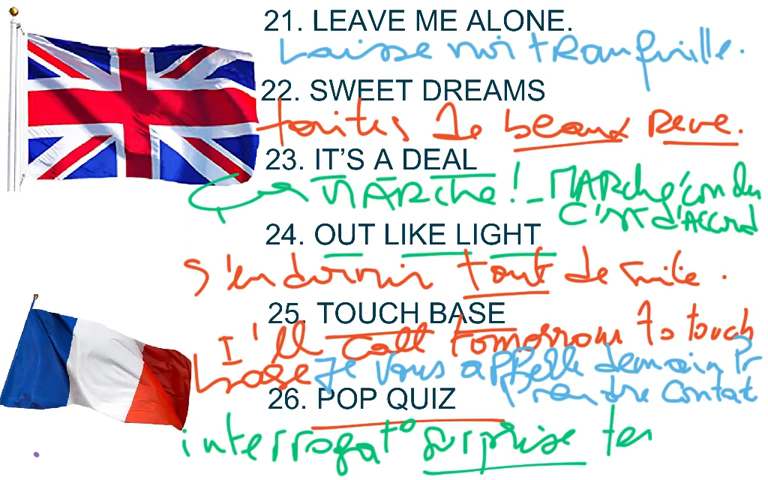 21. LEAVE ME ALONE.
Laisse moi tranquille.
22. SWEET DREAMS
faites de beaux reve.
23. IT'S A DEAL
ça MARche! - MARché conclu
C'est d'Accord
24. OUT LIKE LIGHT
s'endormir tout de suite.
25. TOUCH BASE
I'll call tomorrow to touch
base Je vous appelle demain Pr
Prendre Contat
26. POP QUIZ
interrogat° surprise